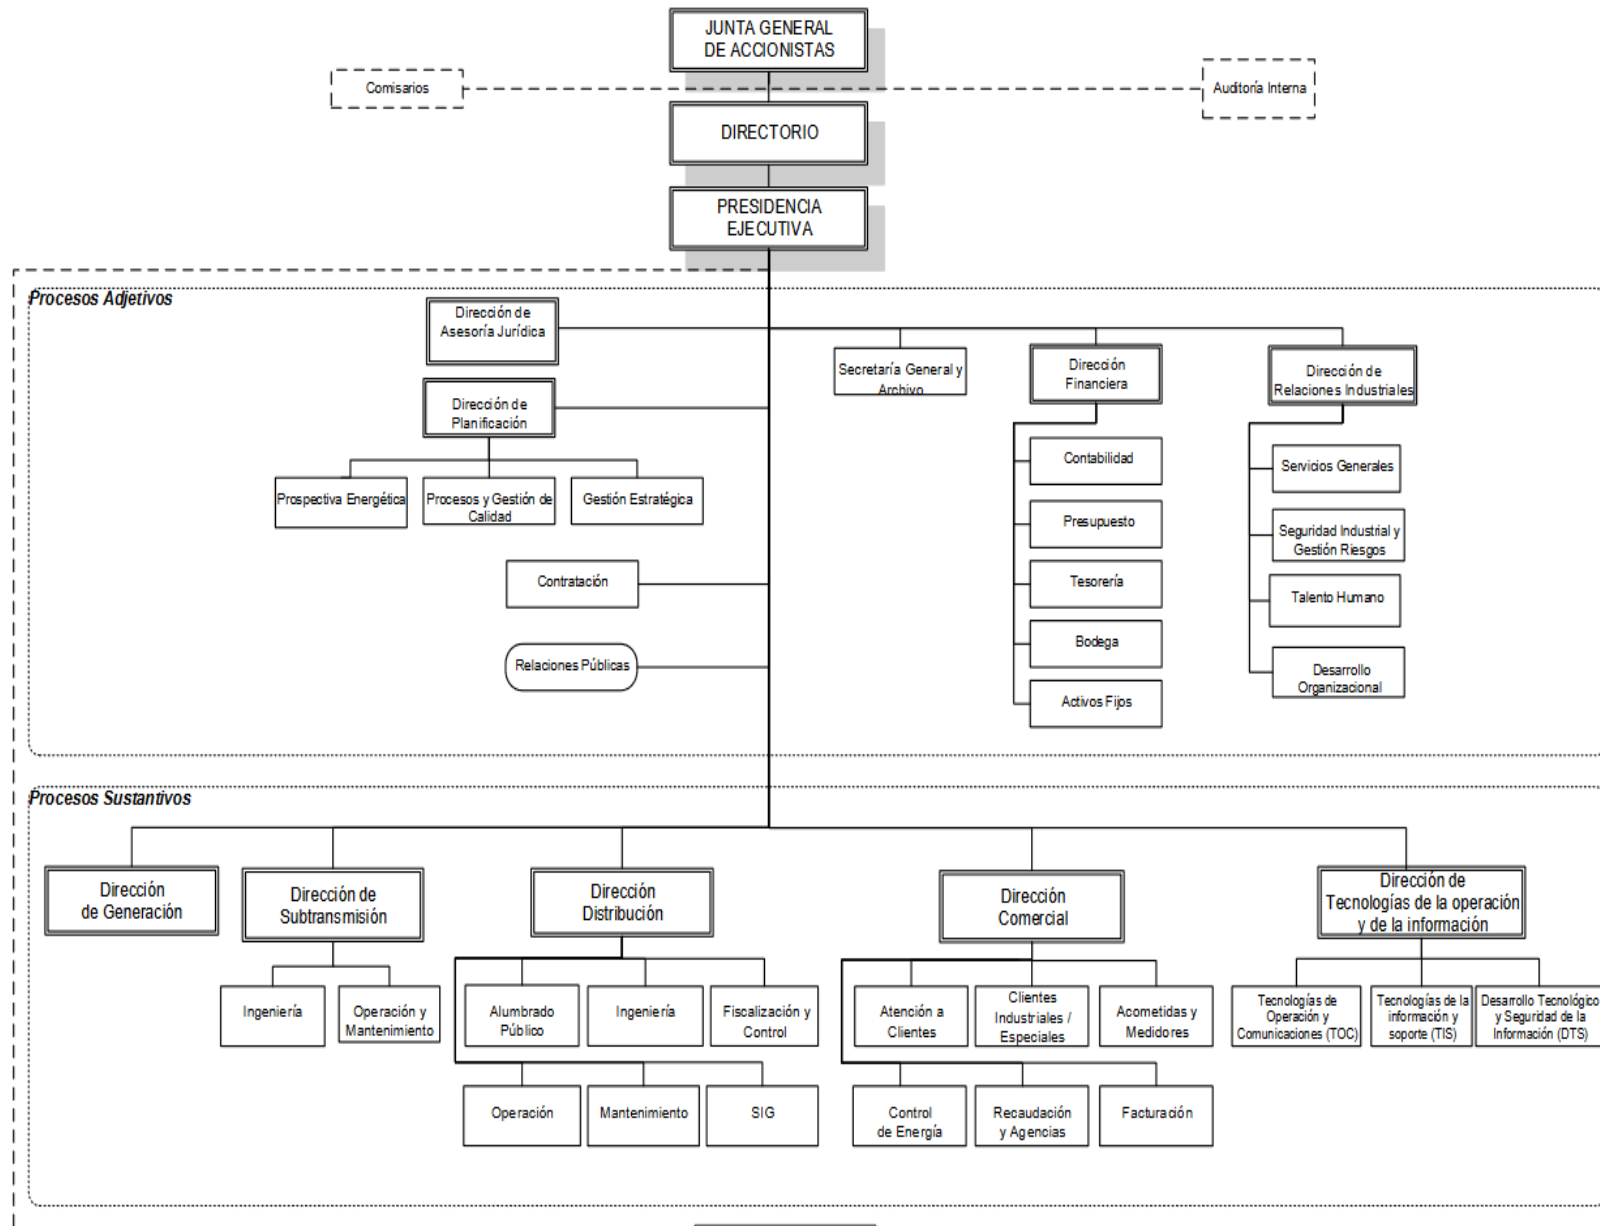 JUNTA GENERAL
DE ACCIONISTAS
Comisarios
Auditoría Interna
DIRECTORIO
PRESIDENCIA
EJECUTIVA
Procesos Adjetivos
Dirección de
Asesoría Jurídica
Secretaría General y
Archivo
Dirección
Financiera
Dirección de
Relaciones Industriales
Dirección de
Planificación
Prospectiva Energética
Procesos y Gestión de
Calidad
Gestión Estratégica
Contratación
Relaciones Públicas
Contabilidad
Presupuesto
Tesorería
Bodega
Activos Fijos
Servicios Generales
Seguridad Industrial y
Gestión Riesgos
Talento Humano
Desarrollo
Organizacional
Procesos Sustantivos
Dirección
de Generación
Dirección de
Subtransmisión
Dirección
Distribución
Dirección
Comercial
Dirección de
Tecnologías de la operación
y de la información
Ingeniería
Operación y
Mantenimiento
Alumbrado
Público
Ingeniería
Fiscalización y
Control
Operación
Mantenimiento
SIG
Atención a
Clientes
Clientes
Industriales /
Especiales
Acometidas y
Medidores
Control
de Energía
Recaudación
y Agencias
Facturación
Tecnologías de
Operación y
Comunicaciones (TOC)
Tecnologías de la
información y
soporte (TIS)
Desarrollo Tecnológico
y Seguridad de la
Información (DTS)